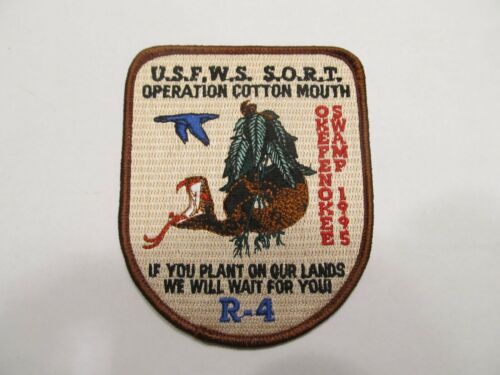 U.S.F.W.S. S.O.R.T.
OPERATION COTTON MOUTH
OKEFENOKEE
SWAMP 1995
IF YOU PLANT ON OUR LANDS
WE WILL WAIT FOR YOU!
R-4